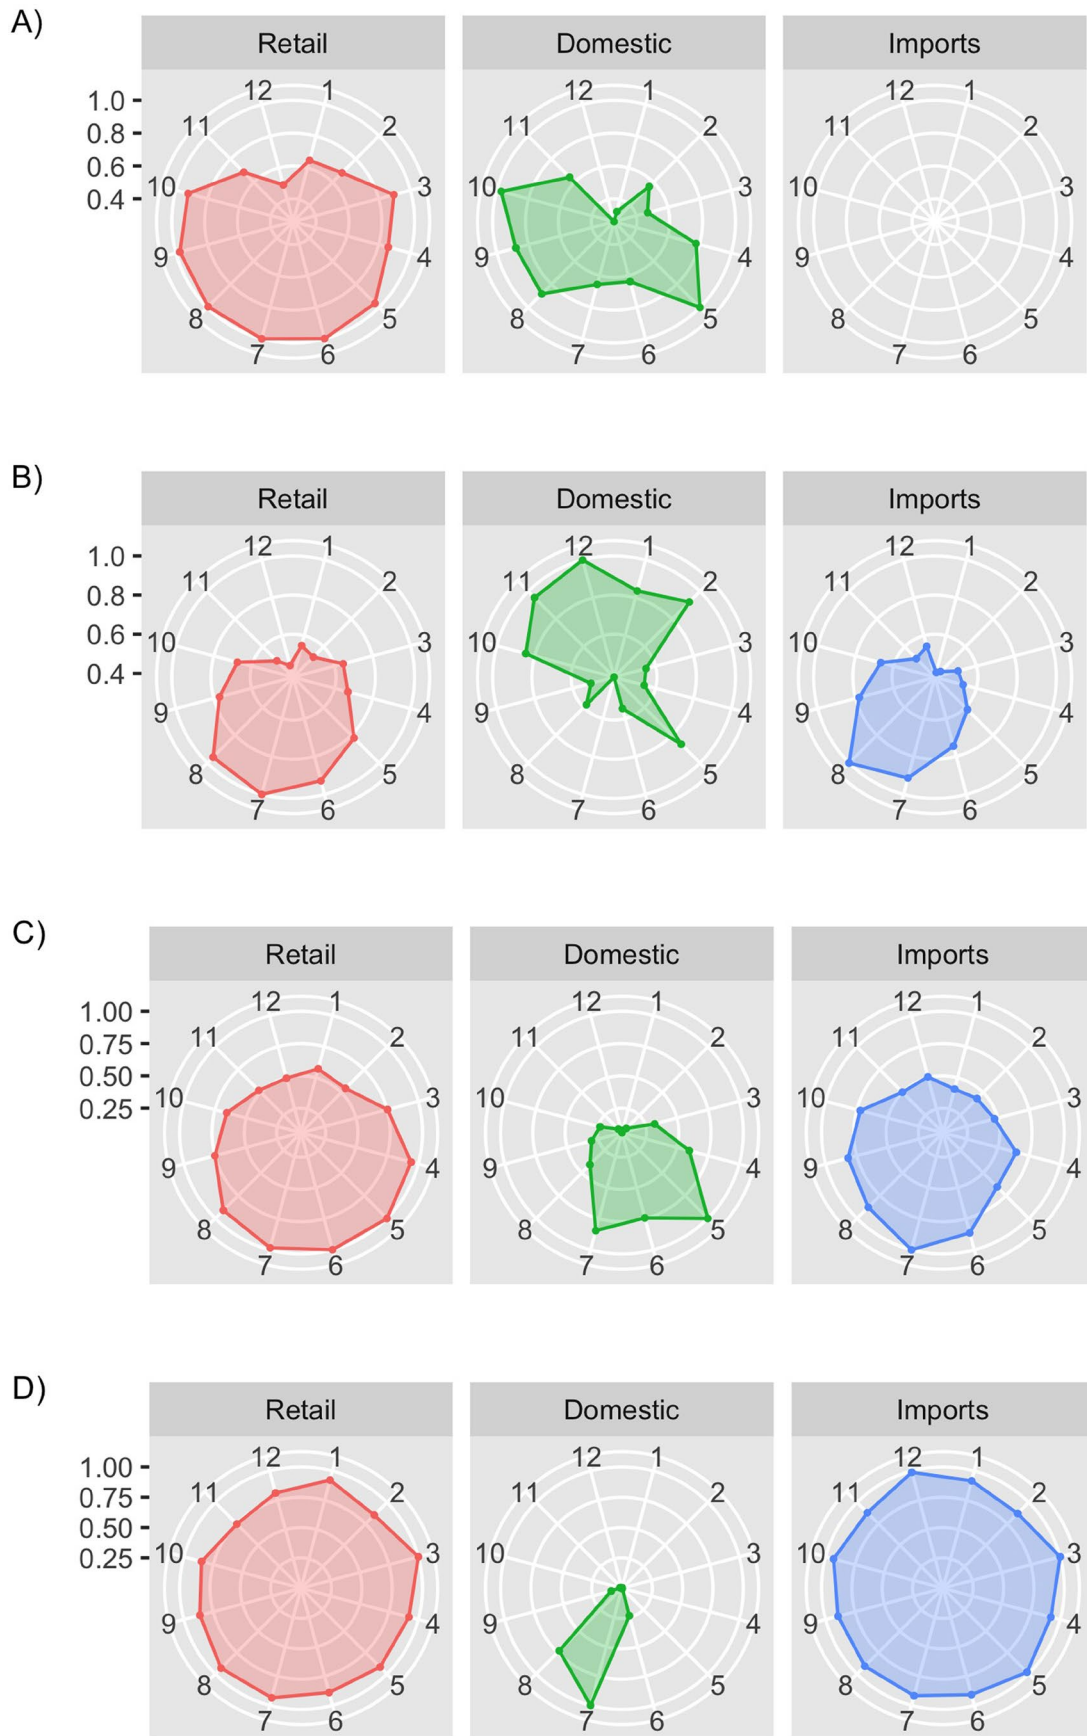 A)
Retail Domestic Imports
12 1 12 1 12 1
1.0
11 2 11 2 11 2
0.8
0.6
10 3 10 3 10 3
0.4
9 4 9 4 9 4
8 5 8 5 8 5
7 6 7 6 7 6
B)
Retail Domestic Imports
12 1 12 1 12 1
1.0
11 2 11 2 11 2
0.8
0.6
10 3 10 3 10 3
0.4
9 4 9 4 9 4
8 5 8 5 8 5
7 6 7 6 7 6
C)
Retail Domestic Imports
12 1 12 1 12 1
1.00
11 2 11 2 11 2
0.75
0.50
10 3 10 3 10 3
0.25
9 4 9 4 9 4
8 5 8 5 8 5
7 6 7 6 7 6
D)
Retail Domestic Imports
12 1 12 1 12 1
1.00
11 2 11 2 11 2
0.75
0.50
10 3 10 3 10 3
0.25
9 4 9 4 9 4
8 5 8 5 8 5
7 6 7 6 7 6